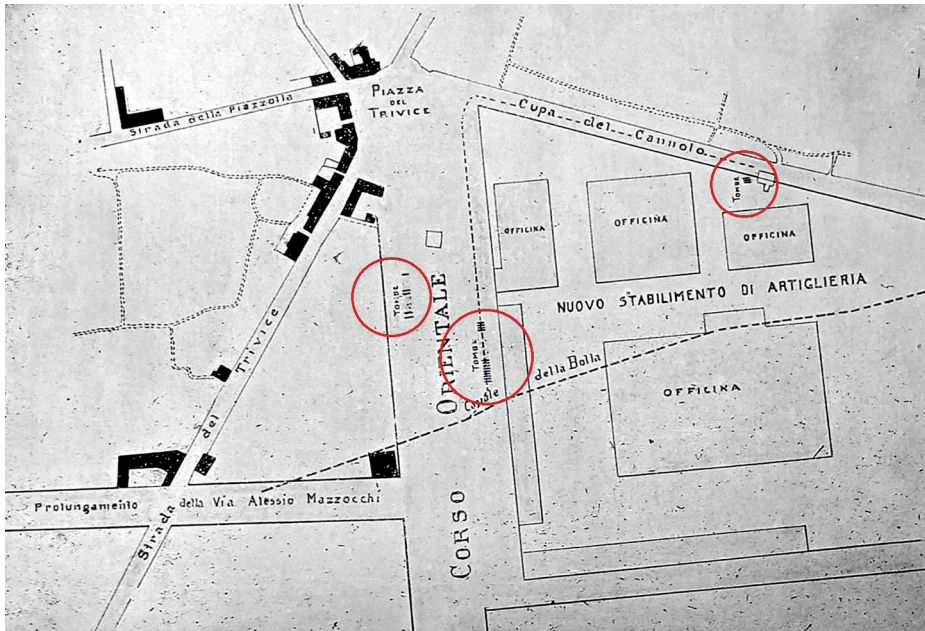 PIAZZA
DEL
TRIVICE
Strada della Piazzolla
Cupa del Cannolo
TOMBE
OFFICINA
OFFICINA
OFFICINA
NUOVO STABILIMENTO DI ARTIGLIERIA
TOMBE
TOMBE
CORSO ORIENTALE
Canale della Bolla
OFFICINA
Strada del Trivice
Prolungamento della Via Alessio Mazzocchi